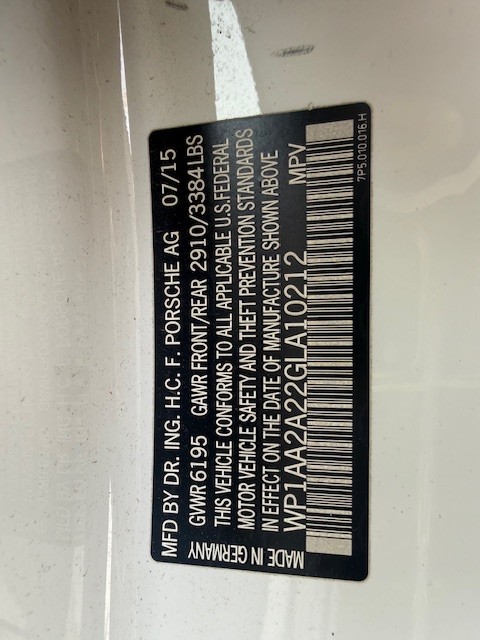 MFD BY DR. ING. H.C. F. PORSCHE AG 07/15
GVWR 6195 GAWR FRONT/REAR 2910/3384 LBS
THIS VEHICLE CONFORMS TO ALL APPLICABLE U.S.FEDERAL
MOTOR VEHICLE SAFETY AND THEFT PREVENTION STANDARDS
IN EFFECT ON THE DATE OF MANUFACTURE SHOWN ABOVE
WP1AA2A22GLA10212 MPV
MADE IN GERMANY
7P5.010.016.H